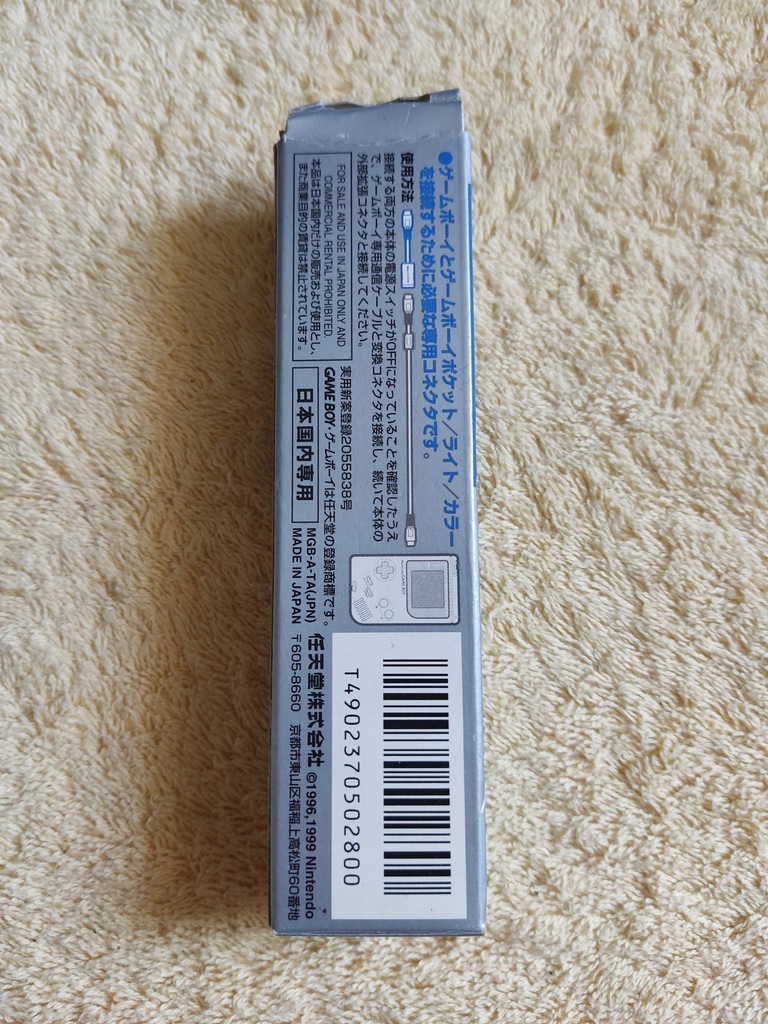 ●ゲームボーイとゲームボーイポケット／ライト／カラー
を接続するために必要な専用コネクタです。
使用方法
接続する両方の本体の電源スイッチがOFFになっていることを確認したうえ
で、ゲームボーイ専用通信ケーブルと変換コネクタを接続し、続いて本体の
外部拡張コネクタと接続してください。
FOR SALE AND USE IN JAPAN ONLY AND
COMMERCIAL RENTAL PROHIBITED.
本品は日本国内だけの販売および使用とし、
また商業目的の賃貸は禁止されています。
実用新案登録2055838号
GAME BOY・ゲームボーイは任天堂の登録商標です。
日本国内専用
MGB-A-TA(JPN)
MADE IN JAPAN
任天堂株式会社 ©1996,1999 Nintendo
〒605-8660 京都市東山区福稲上高松町60番地
T4902370502800